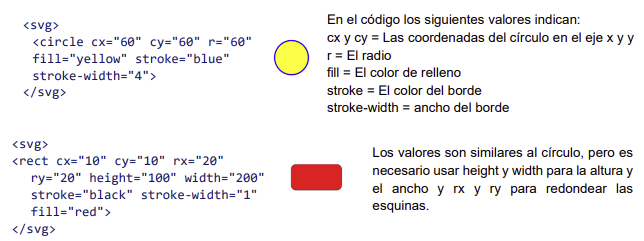 <svg>
<circle cx="60" cy="60" r="60"
fill="yellow" stroke="blue"
stroke-width="4">
</svg>
En el código los siguientes valores indican:
cx y cy = Las coordenadas del círculo en el eje x y y
r = El radio
fill = El color de relleno
stroke = El color del borde
stroke-width = ancho del borde
<svg>
<rect cx="10" cy="10" rx="20"
ry="20" height="100" width="200"
stroke="black" stroke-width="1"
fill="red">
</svg>
Los valores son similares al círculo, pero es
necesario usar height y width para la altura y
el ancho y rx y ry para redondear las
esquinas.